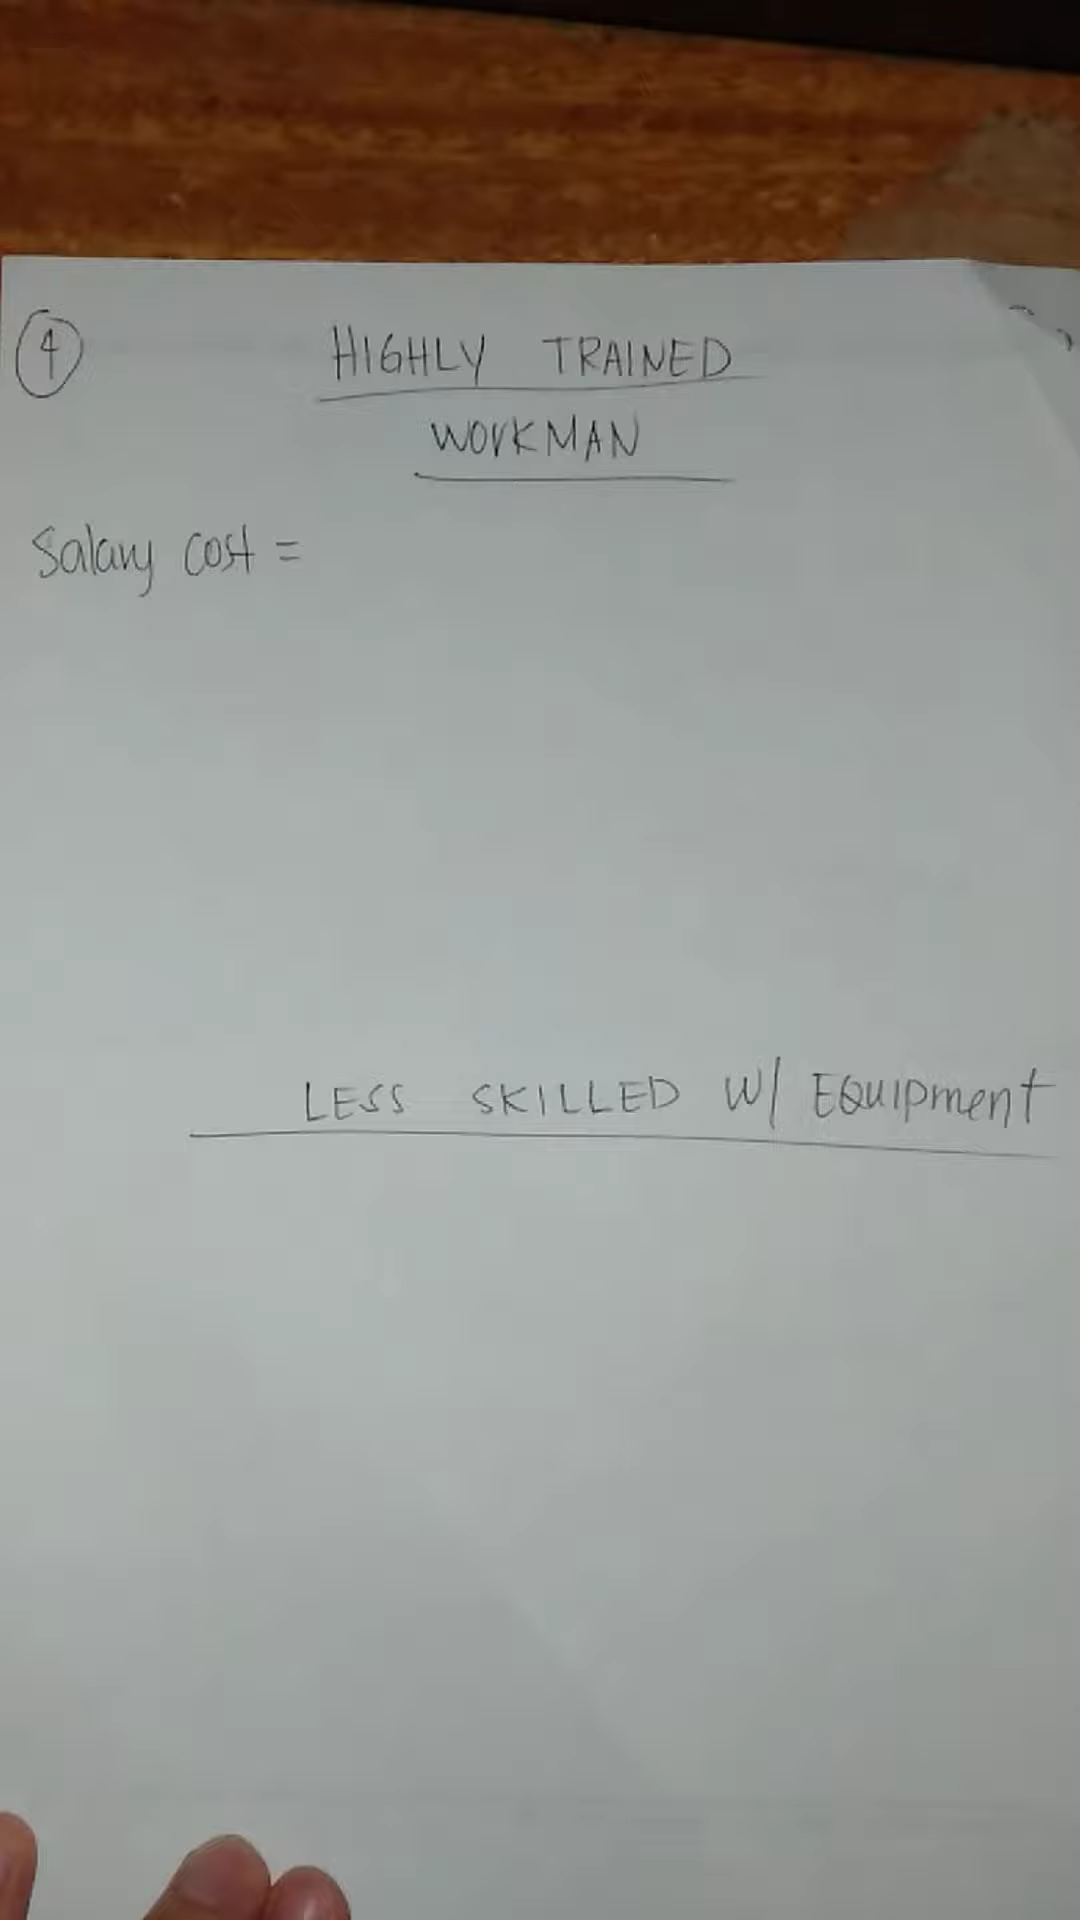 4
HIGHLY TRAINED
WORKMAN
Salary cost =
LESS SKILLED W/ EQUIPMENT